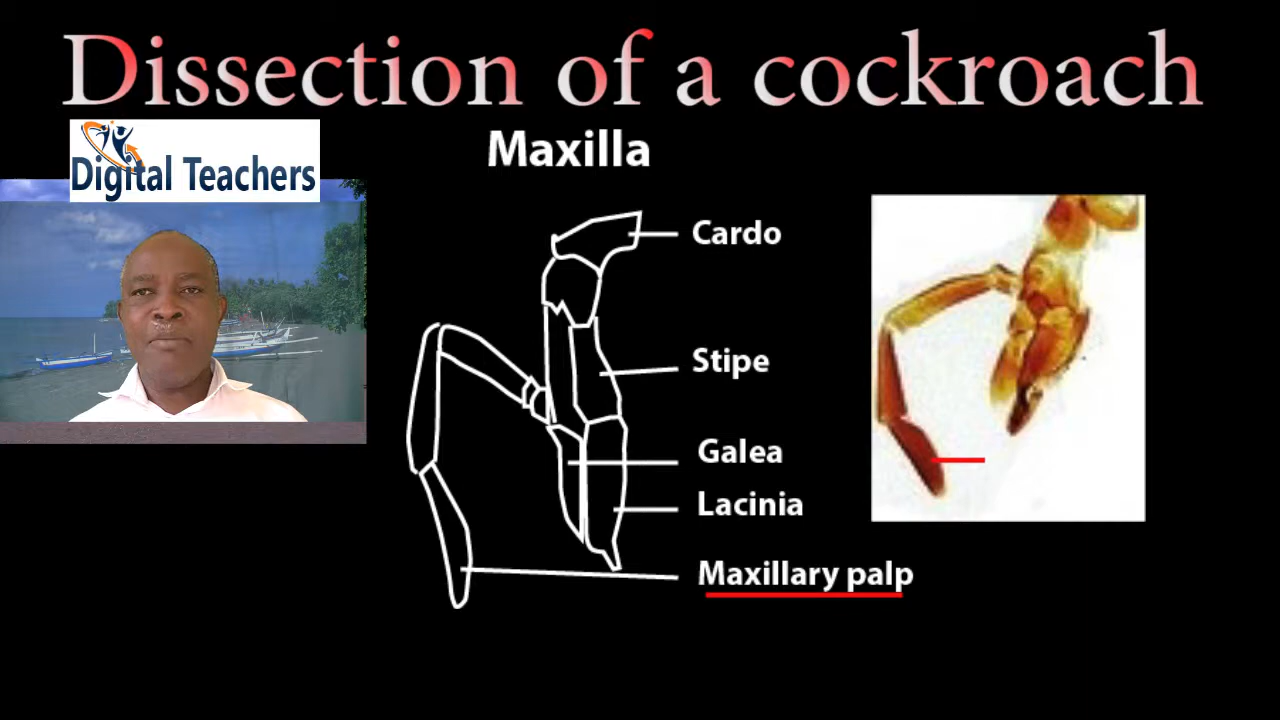 Dissection of a cockroach
Digital Teachers
Maxilla
Cardo
Stipe
Galea
Lacinia
Maxillary palp